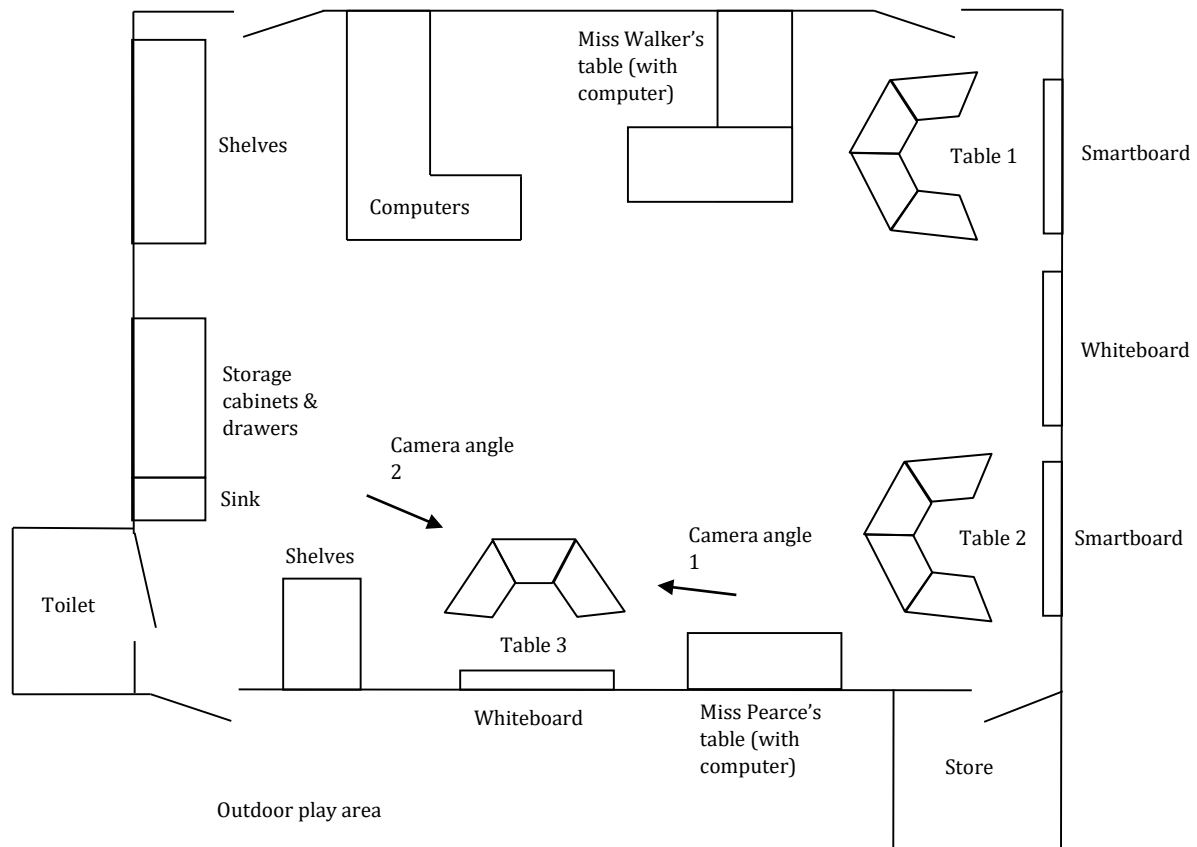 Miss Walker’s
table (with
computer)
Shelves
Table 1
Smartboard
Computers
Whiteboard
Storage
cabinets &
drawers
Camera angle
2
Sink
Camera angle
1
Table 2
Smartboard
Shelves
Toilet
Table 3
Whiteboard
Miss Pearce’s
table (with
computer)
Store
Outdoor play area